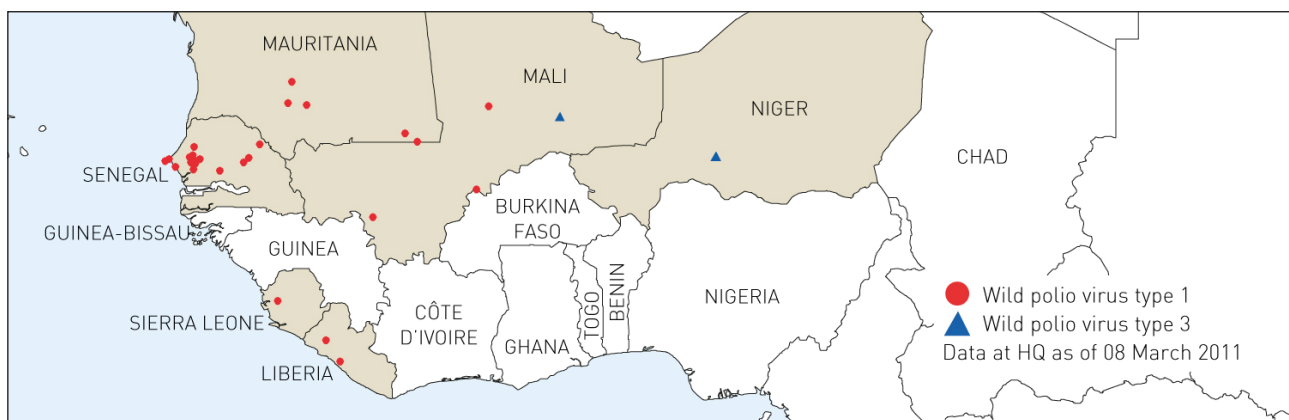 MAURITANIA
MALI
NIGER
CHAD
SENEGAL
BURKINA
FASO
GUINEA-BISSAU
GUINEA
NIGERIA
BENIN
TOGO
CÔTE
D'IVOIRE
GHANA
SIERRA LEONE
LIBERIA
Wild polio virus type 1
Wild polio virus type 3
Data at HQ as of 08 March 2011